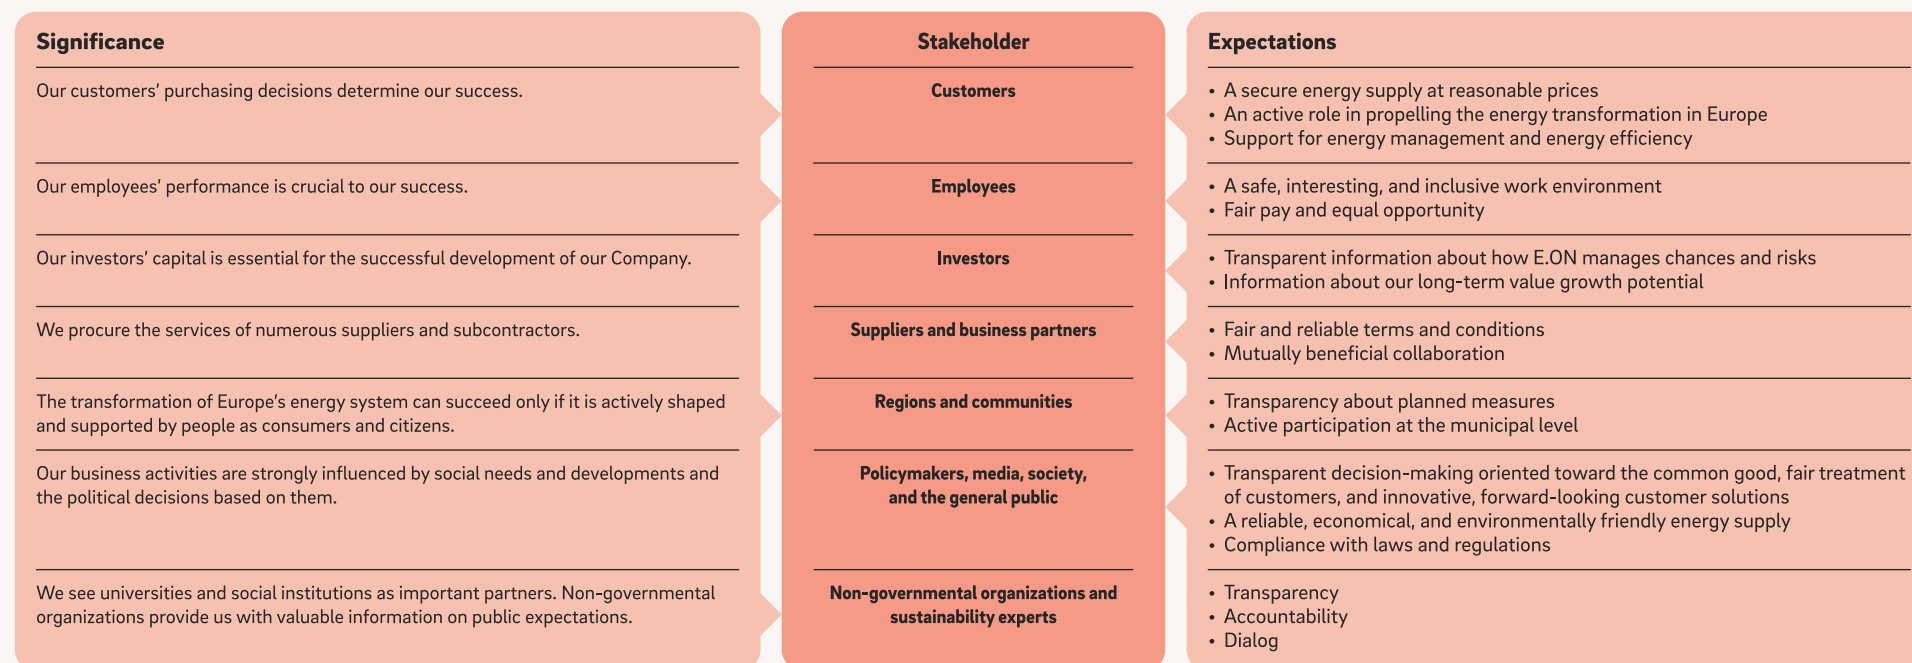 Significance
Stakeholder
Expectations
Our customers’ purchasing decisions determine our success.
Customers
• A secure energy supply at reasonable prices
• An active role in propelling the energy transformation in Europe
• Support for energy management and energy efficiency
Our employees’ performance is crucial to our success.
Employees
• A safe, interesting, and inclusive work environment
• Fair pay and equal opportunity
Our investors’ capital is essential for the successful development of our Company.
Investors
• Transparent information about how E.ON manages chances and risks
• Information about our long-term value growth potential
We procure the services of numerous suppliers and subcontractors.
Suppliers and business partners
• Fair and reliable terms and conditions
• Mutually beneficial collaboration
The transformation of Europe’s energy system can succeed only if it is actively shaped
and supported by people as consumers and citizens.
Regions and communities
• Transparency about planned measures
• Active participation at the municipal level
Our business activities are strongly influenced by social needs and developments and
the political decisions based on them.
Policymakers, media, society,
and the general public
• Transparent decision-making oriented toward the common good, fair treatment
of customers, and innovative, forward-looking customer solutions
• A reliable, economical, and environmentally friendly energy supply
• Compliance with laws and regulations
We see universities and social institutions as important partners. Non-governmental
organizations provide us with valuable information on public expectations.
Non-governmental organizations and
sustainability experts
• Transparency
• Accountability
• Dialog